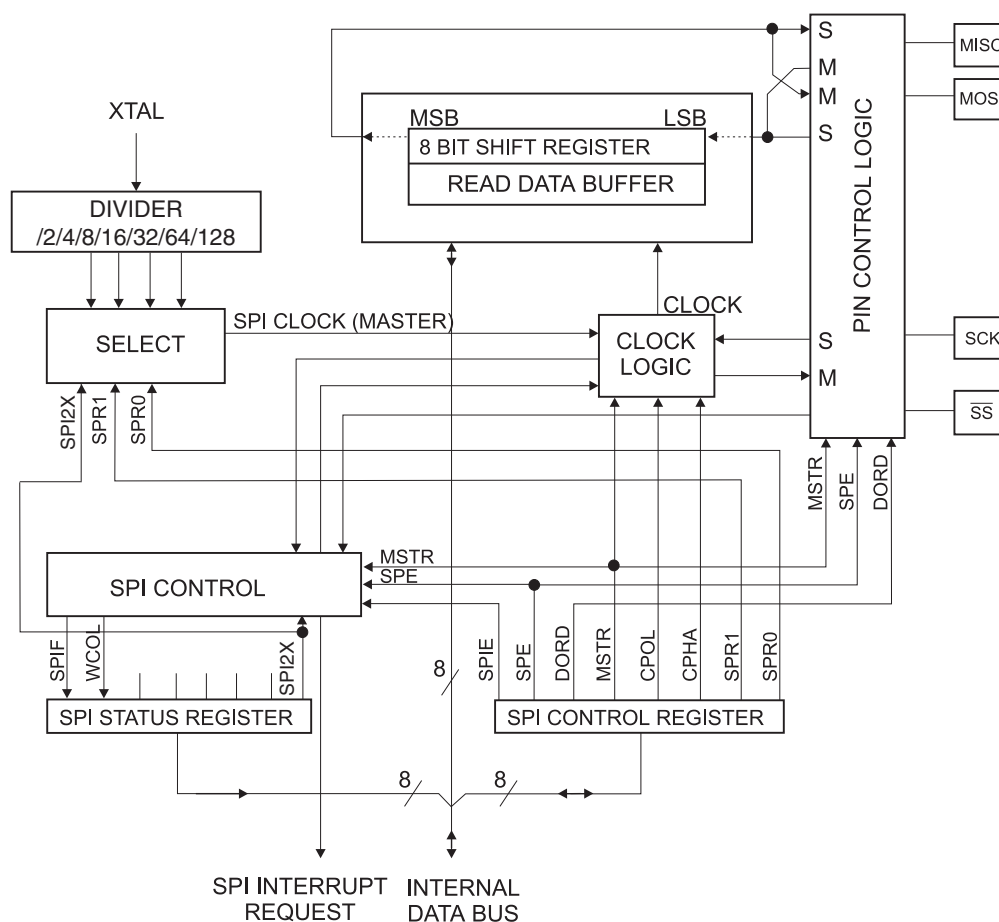 S
MISO
M
MOSI
M
XTAL
MSB
LSB
S
8 BIT SHIFT REGISTER
READ DATA BUFFER
DIVIDER
/2/4/8/16/32/64/128
PIN CONTROL LOGIC
CLOCK
SPI CLOCK (MASTER)
SELECT
CLOCK
LOGIC
S
SCK
M
SPI2X
SPR1
SPR0
SS
MSTR
SPE
DORD
MSTR
SPE
SPI CONTROL
SPIF
WCOL
SPI2X
SPIE
SPE
DORD
MSTR
CPOL
CPHA
SPR1
SPR0
8
SPI STATUS REGISTER
SPI CONTROL REGISTER
8
8
SPI INTERRUPT
REQUEST
INTERNAL
DATA BUS